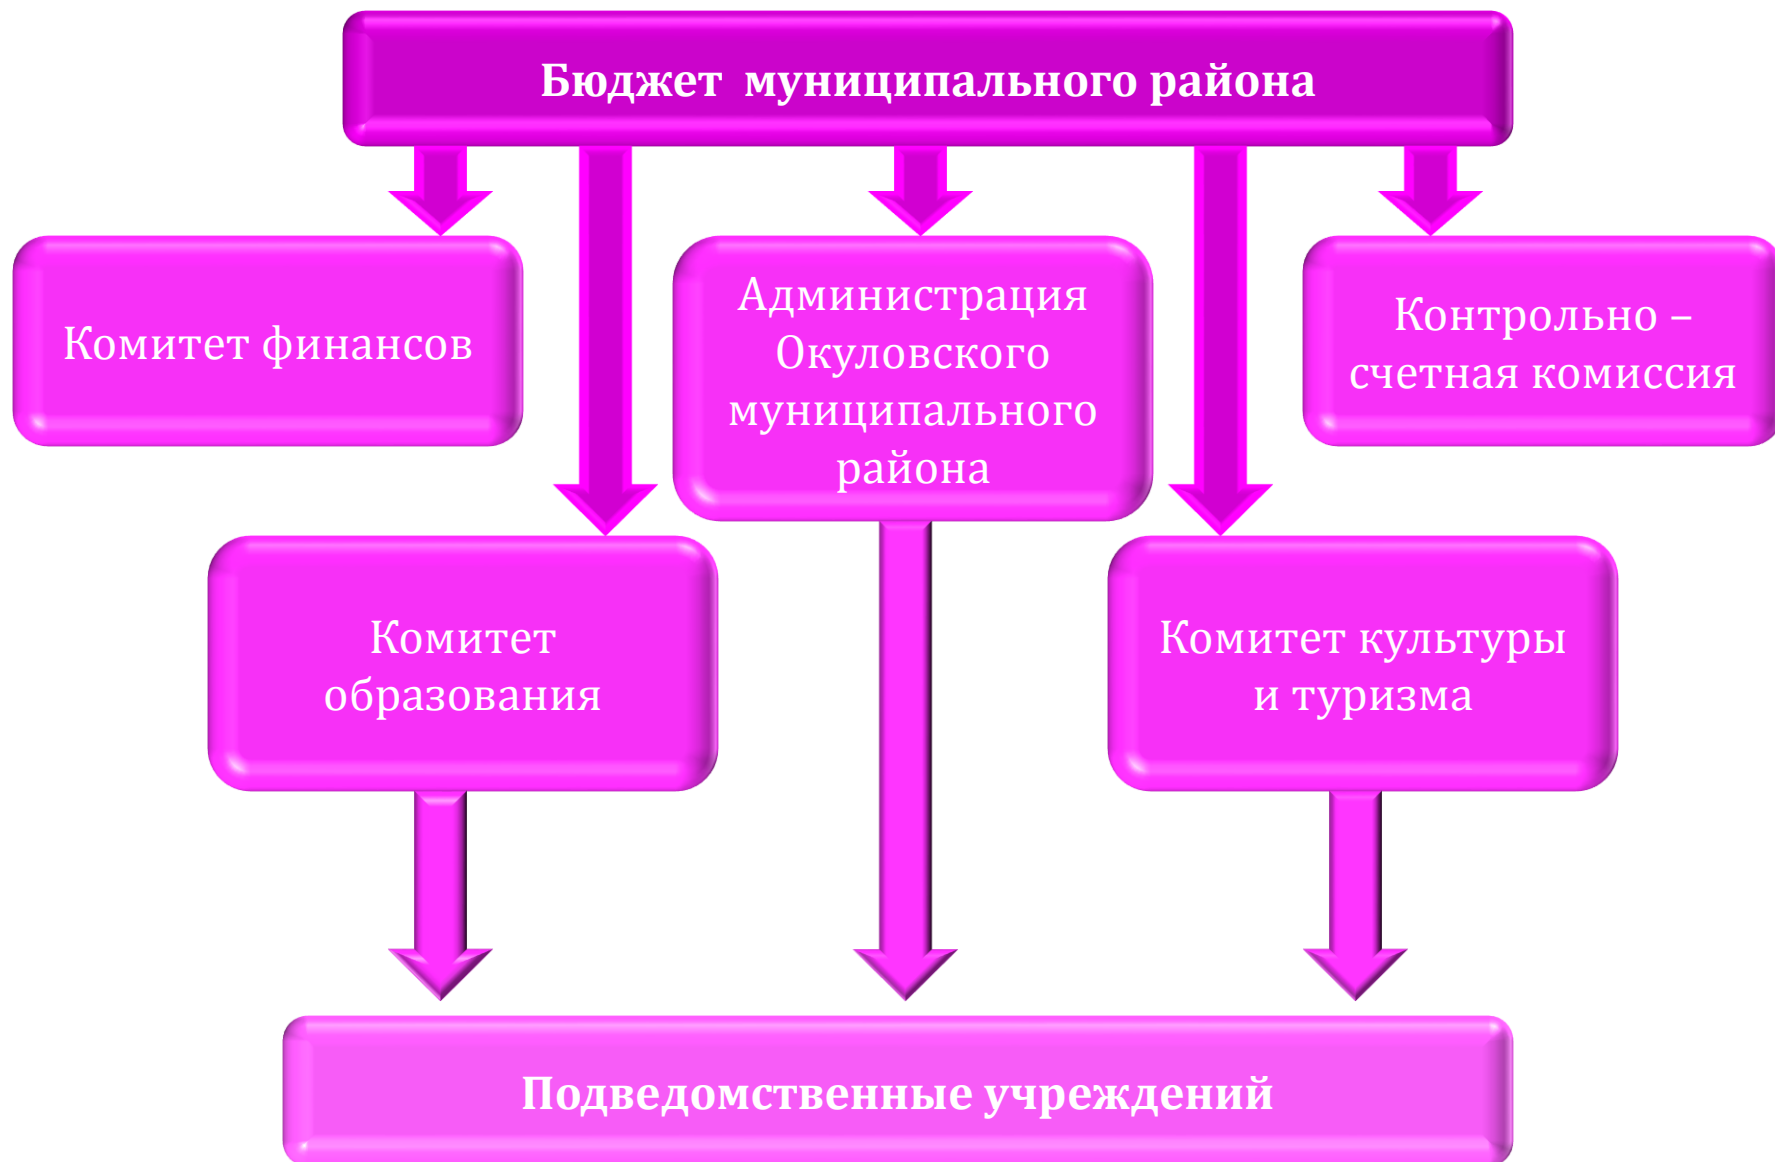 Бюджет муниципального района
Комитет финансов
Администрация
Окуловского
муниципального
района
Контрольно –
счетная комиссия
Комитет
образования
Комитет культуры
и туризма
Подведомственные учреждений